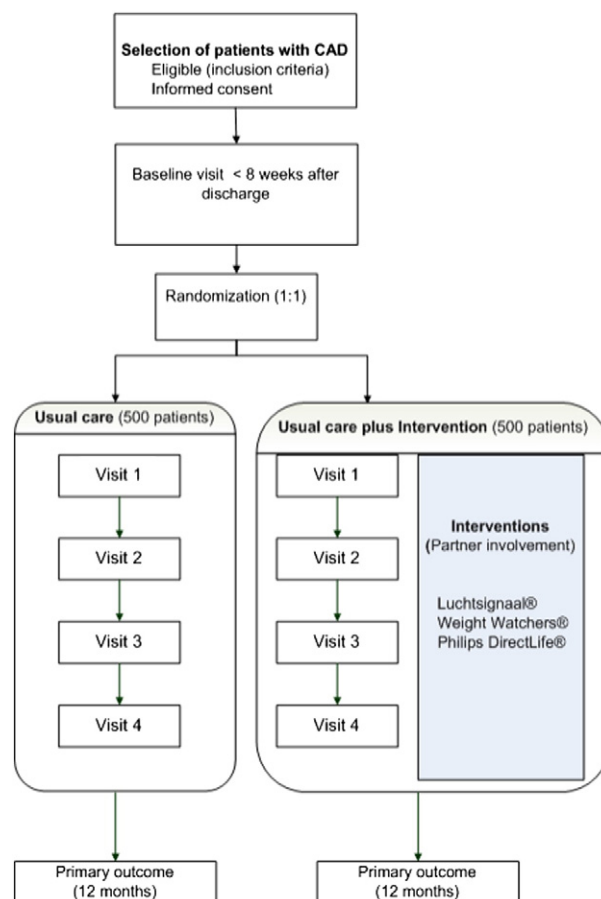 Selection of patients with CAD
Eligible (inclusion criteria)
Informed consent
Baseline visit < 8 weeks after
discharge
Randomization (1:1)
Usual care (500 patients)
Visit 1
Visit 2
Visit 3
Visit 4
Primary outcome
(12 months)
Usual care plus Intervention (500 patients)
Visit 1
Visit 2
Visit 3
Visit 4
Interventions
(Partner involvement)
Luchtsignaal®
Weight Watchers®
Philips DirectLife®
Primary outcome
(12 months)